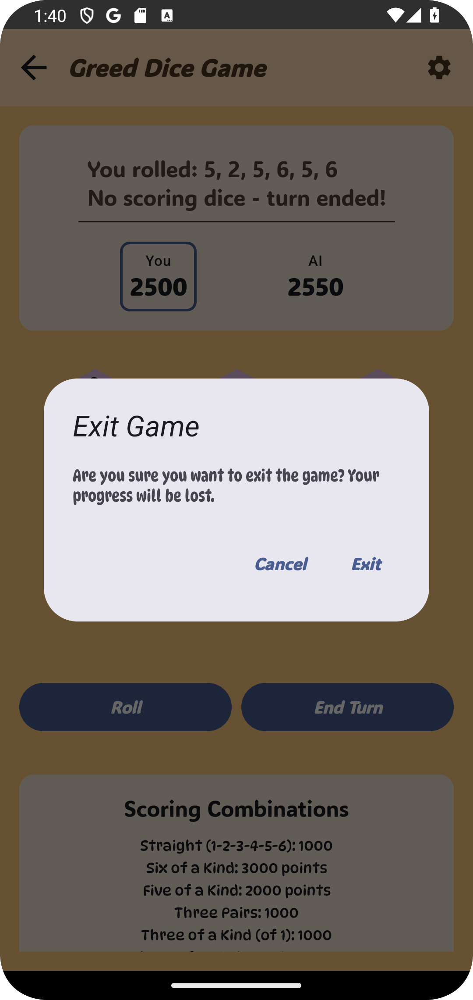 1:40
Greed Dice Game
You rolled: 5, 2, 5, 6, 5, 6
No scoring dice - turn ended!
You
AI
2500
2550
Exit Game
Are you sure you want to exit the game? Your
progress will be lost.
Cancel
Exit
Roll
End Turn
Scoring Combinations
Straight (1-2-3-4-5-6): 1000
Six of a Kind: 3000 points
Five of a Kind: 2000 points
Three Pairs: 1000
Three of a Kind (of 1): 1000